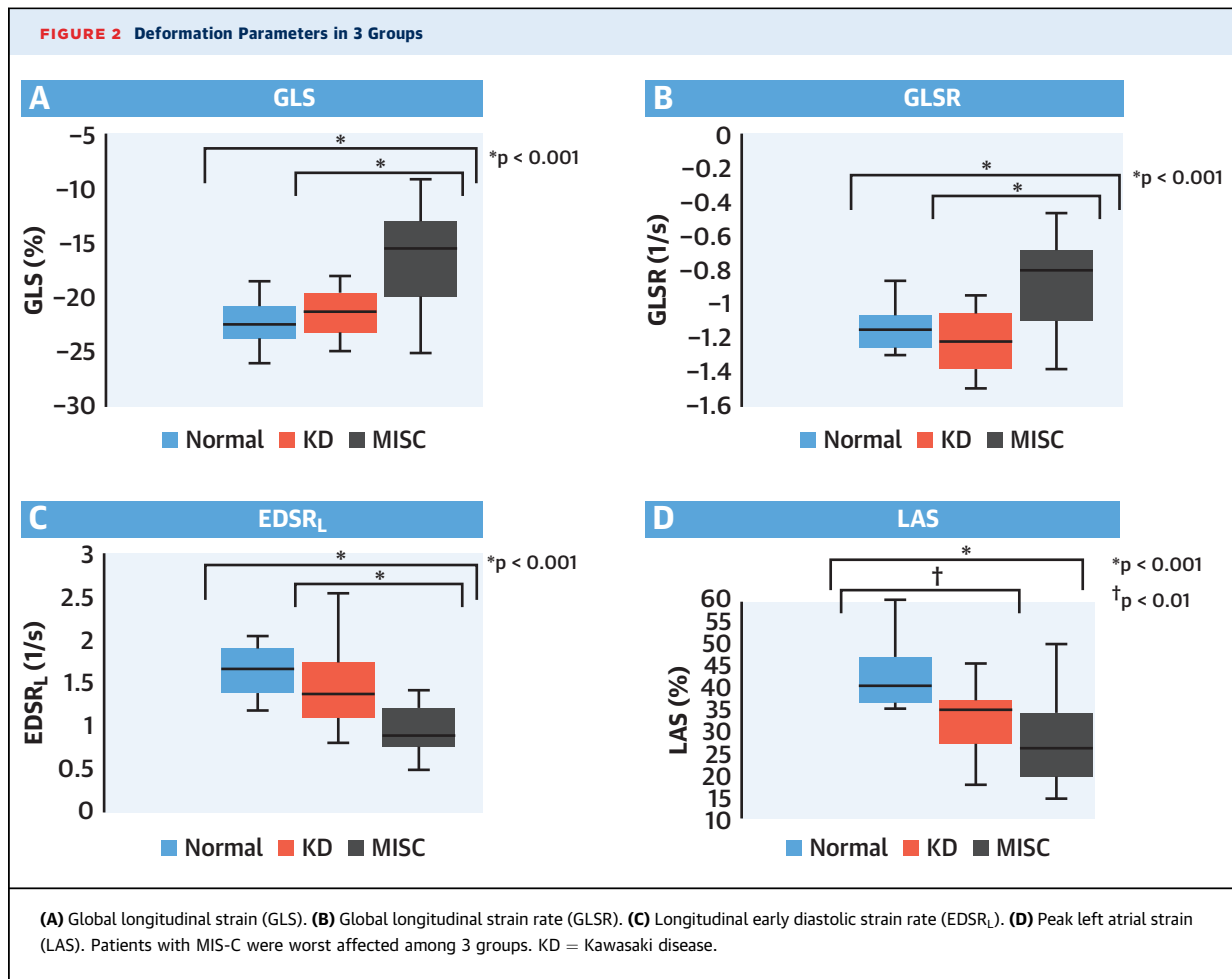 FIGURE 2 Deformation Parameters in 3 Groups
A GLS
−5
−10
−15
−20
−25
−30
GLS (%)
*
*
*p < 0.001
Normal KD MISC
B GLSR
0
−0.2
−0.4
−0.6
−0.8
−1
−1.2
−1.4
−1.6
GLSR (1/s)
*
*
*p < 0.001
Normal KD MISC
C EDSRL
3
2.5
2
1.5
1
0.5
0
EDSRL (1/s)
*
*
*p < 0.001
Normal KD MISC
D LAS
60
55
50
45
40
35
30
25
20
15
10
LAS (%)
*
†
*p < 0.001
†p < 0.01
Normal KD MISC
(A) Global longitudinal strain (GLS). (B) Global longitudinal strain rate (GLSR). (C) Longitudinal early diastolic strain rate (EDSRL). (D) Peak left atrial strain
(LAS). Patients with MIS-C were worst affected among 3 groups. KD = Kawasaki disease.